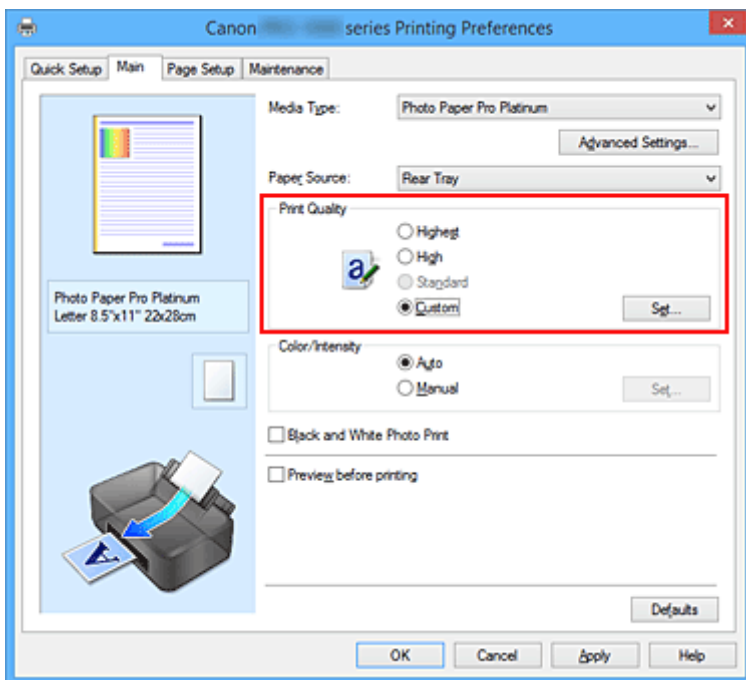 Canon series Printing Preferences
Quick Setup Main Page Setup Maintenance
Media Type: Photo Paper Pro Platinum
Advanced Settings...
Paper Source: Rear Tray
Print Quality
Highest
High
Standard
Custom Set...
Photo Paper Pro Platinum
Letter 8.5"x11" 22x28cm
Color/Intensity
Auto
Manual Set...
Black and White Photo Print
Preview before printing
Defaults
OK Cancel Apply Help